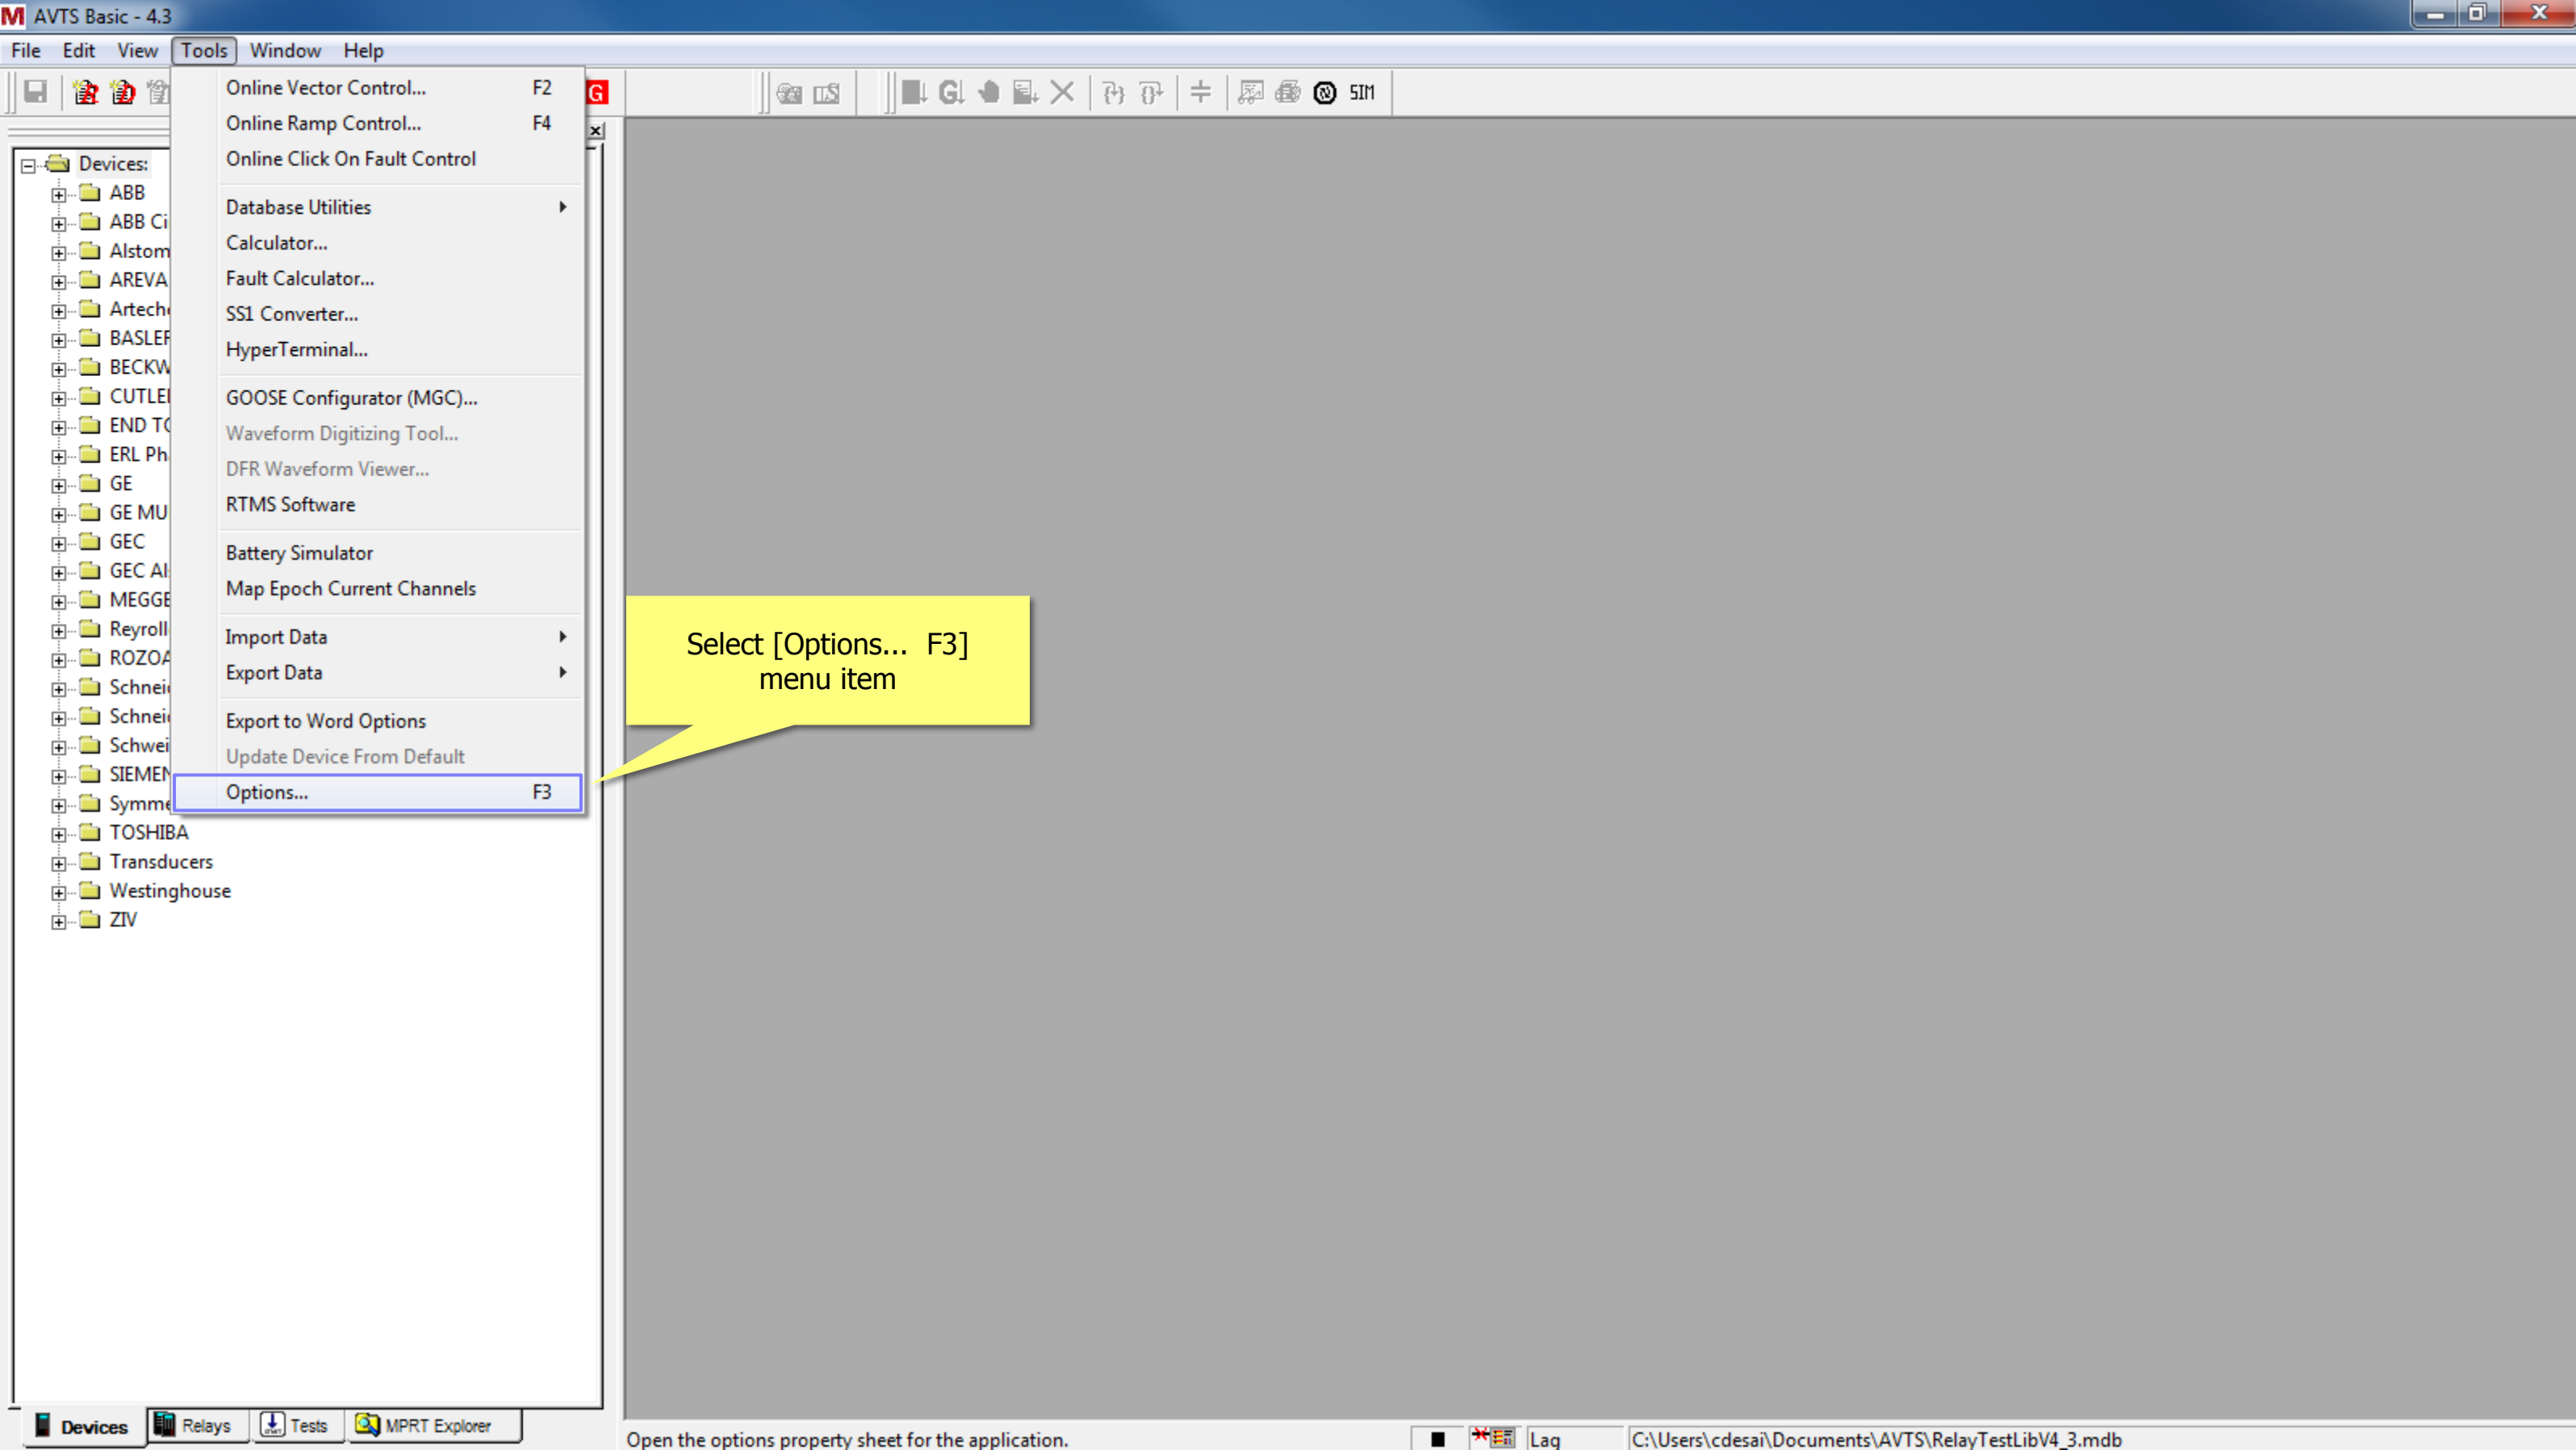 AVTS Basic - 4.3
File Edit View Tools Window Help
SIM
Online Vector Control... F2
Online Ramp Control... F4
Online Click On Fault Control
Database Utilities
Calculator...
Fault Calculator...
SS1 Converter...
HyperTerminal...
GOOSE Configurator (MGC)...
Waveform Digitizing Tool...
DFR Waveform Viewer...
RTMS Software
Battery Simulator
Map Epoch Current Channels
Import Data
Export Data
Export to Word Options
Update Device From Default
Options... F3
Devices:
ABB
ABB Ci
Alstom
AREVA
Artech
BASLER
BECKW
CUTLE
END TO
ERL Ph
GE
GE MU
GEC
GEC Al
MEGGE
Reyroll
ROZOA
Schnei
Schnei
Schwei
SIEMEN
Symme
TOSHIBA
Transducers
Westinghouse
ZIV
Select [Options... F3]
menu item
Devices Relays Tests MPRT Explorer
Open the options property sheet for the application.
Lag
C:\Users\cdesai\Documents\AVTS\RelayTestLibV4_3.mdb